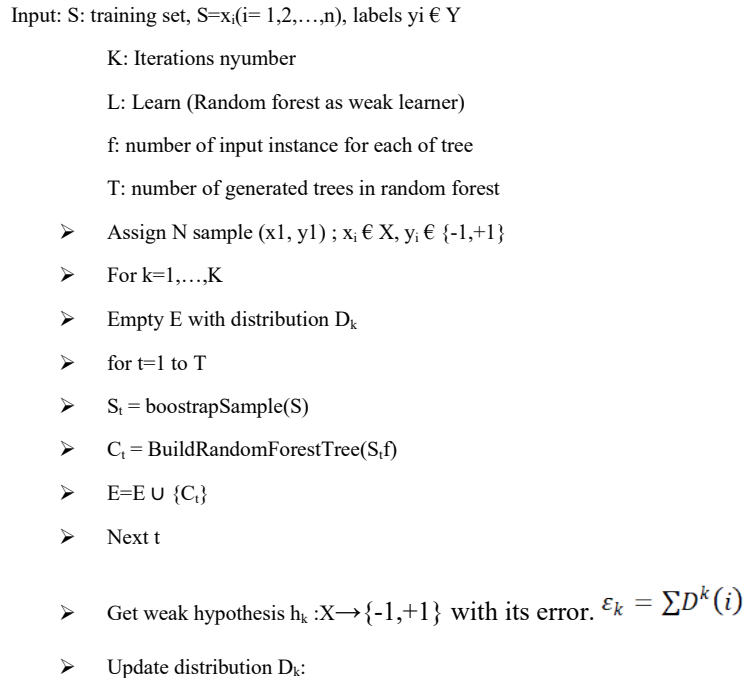 Input: S: training set, S=xᵢ(i= 1,2,…,n), labels yi € Y
K: Iterations nyumber
L: Learn (Random forest as weak learner)
f: number of input instance for each of tree
T: number of generated trees in random forest
➢ Assign N sample (x1, y1) ; xᵢ € X, yᵢ € {-1,+1}
➢ For k=1,…,K
➢ Empty E with distribution Dₖ
➢ for t=1 to T
➢ Sₜ = boostrapSample(S)
➢ Cₜ = BuildRandomForestTree(Sₜf)
➢ E=E ∪ {Cₜ}
➢ Next t
➢ Get weak hypothesis hₖ :X→{-1,+1} with its error. εₖ = ∑Dᵏ(i)
➢ Update distribution Dₖ: